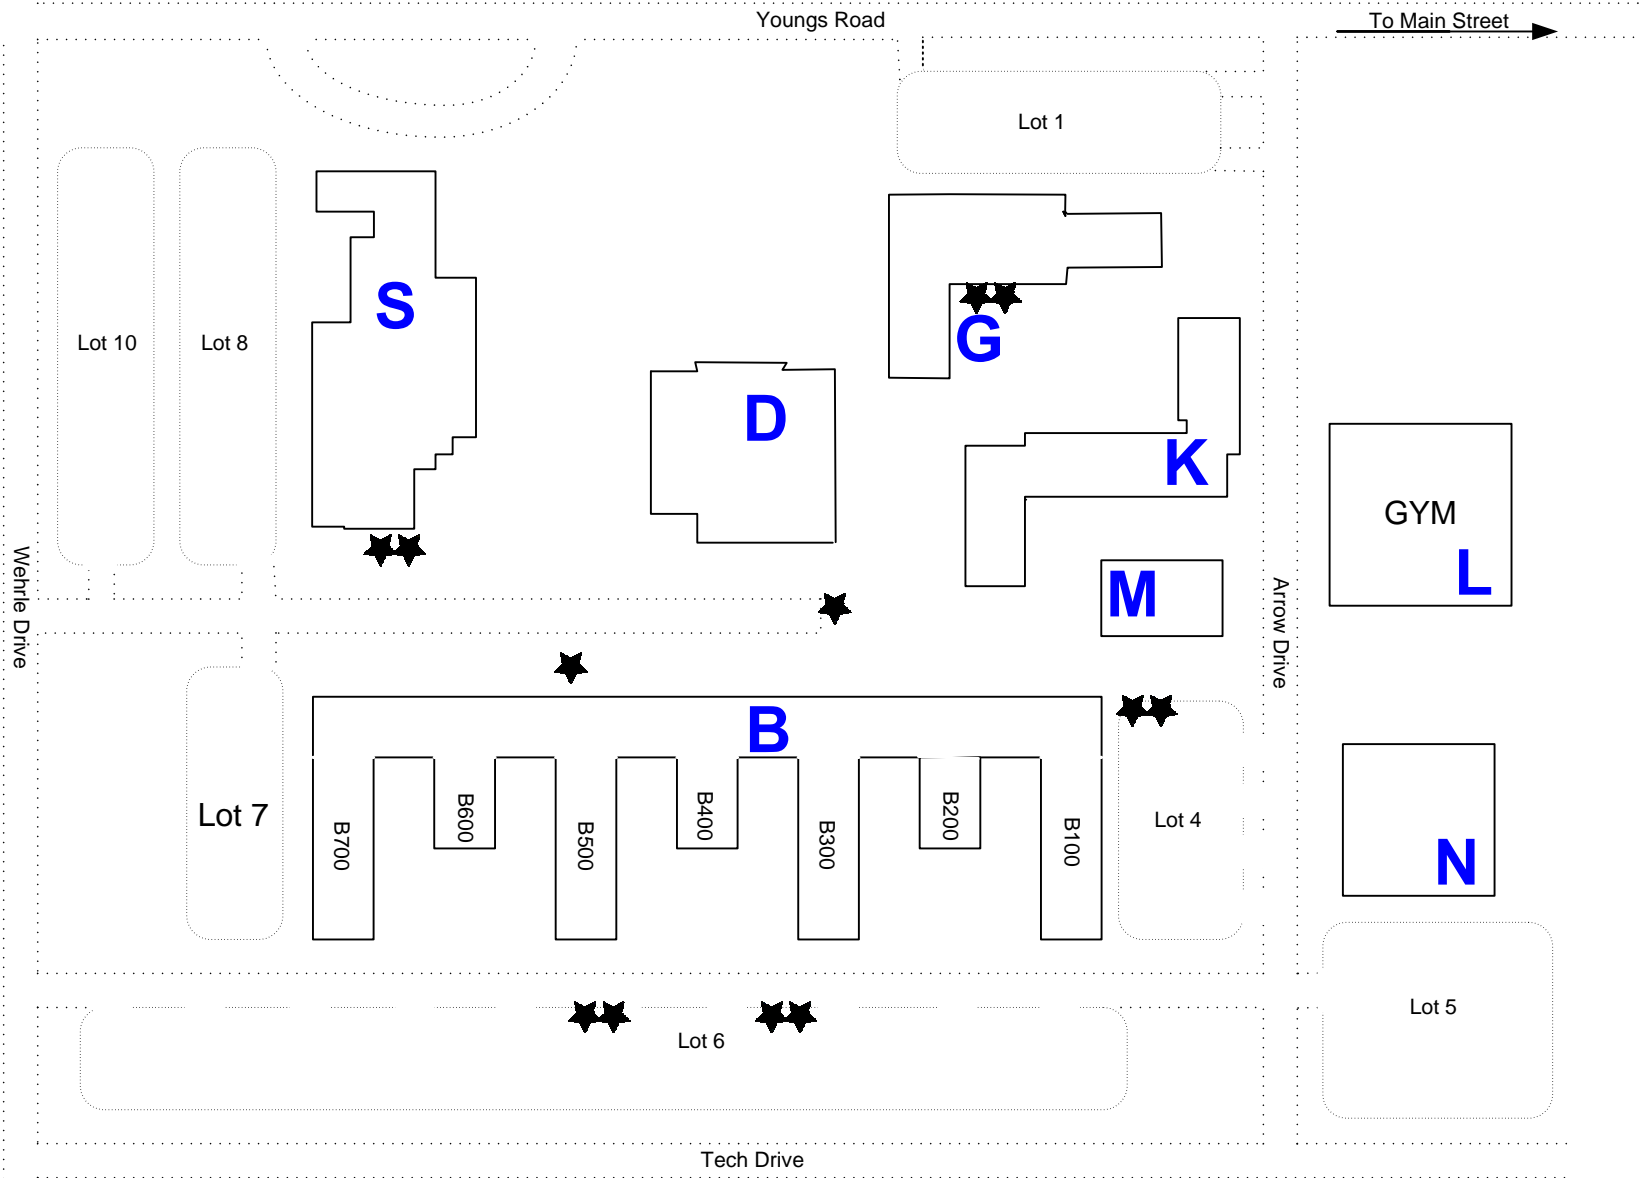 Youngs Road
To Main Street
Lot 1
S
G
Lot 10
Lot 8
D
K
GYM
L
M
Wehrle Drive
Arrow Drive
B
Lot 7
B700
B600
B500
B400
B300
B200
B100
Lot 4
N
Lot 5
Lot 6
Tech Drive